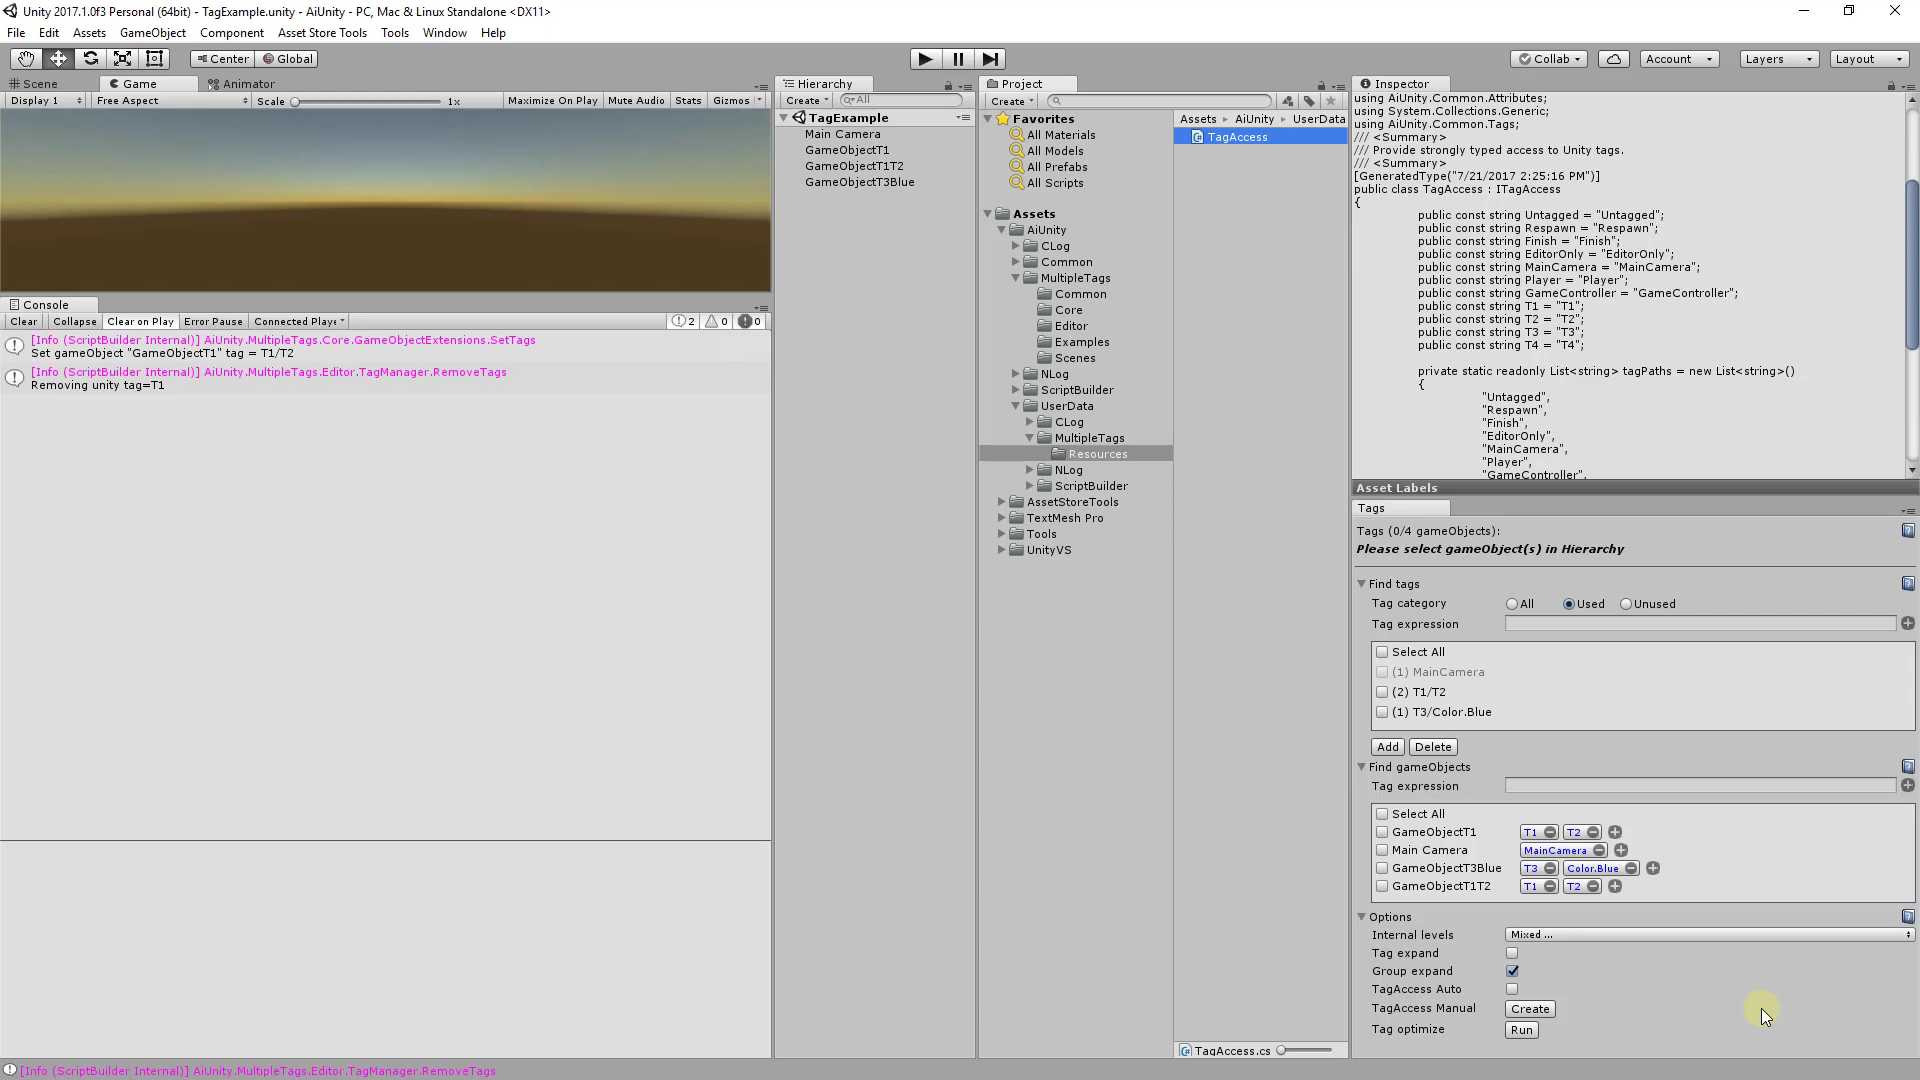 Unity 2017.1.0f3 Personal (64bit) - TagExample.unity - AiUnity - PC, Mac & Linux Standalone <DX11>
File Edit Assets GameObject Component Asset Store Tools Tools Window Help
Center Global Collab Account Layers Layout
Scene Game Animator
Display 1 Free Aspect Scale 1x Maximize On Play Mute Audio Stats Gizmos
Console
Clear Collapse Clear on Play Error Pause Connected Playe 2 0 0
[Info (ScriptBuilder Internal)] AiUnity.MultipleTags.Core.GameObjectExtensions.SetTags
Set gameObject "GameObjectT1" tag = T1/T2
[Info (ScriptBuilder Internal)] AiUnity.MultipleTags.Editor.TagManager.RemoveTags
Removing unity tag=T1
Hierarchy
Create All
TagExample
Main Camera
GameObjectT1
GameObjectT1T2
GameObjectT3Blue
Project
Create
Favorites
All Materials
All Models
All Prefabs
All Scripts
Assets
AiUnity
CLog
Common
MultipleTags
Common
Core
Editor
Examples
Scenes
NLog
ScriptBuilder
UserData
CLog
MultipleTags
Resources
NLog
ScriptBuilder
AssetStoreTools
TextMesh Pro
Tools
UnityVS
Assets AiUnity UserData
TagAccess
TagAccess.cs
Inspector
using AiUnity.Common.Attributes;
using System.Collections.Generic;
using AiUnity.Common.Tags;
/// <Summary>
/// Provide strongly typed access to Unity tags.
/// <Summary>
[GeneratedType("7/21/2017 2:25:16 PM")]
public class TagAccess : ITagAccess
{
public const string Untagged = "Untagged";
public const string Respawn = "Respawn";
public const string Finish = "Finish";
public const string EditorOnly = "EditorOnly";
public const string MainCamera = "MainCamera";
public const string Player = "Player";
public const string GameController = "GameController";
public const string T1 = "T1";
public const string T2 = "T2";
public const string T3 = "T3";
public const string T4 = "T4";
private static readonly List<string> tagPaths = new List<string>()
{
"Untagged",
"Respawn",
"Finish",
"EditorOnly",
"MainCamera",
"Player",
"GameController",
Asset Labels
Tags
Tags (0/4 gameObjects):
Please select gameObject(s) in Hierarchy
Find tags
Tag category All Used Unused
Tag expression
Select All
(1) MainCamera
(2) T1/T2
(1) T3/Color.Blue
Add Delete
Find gameObjects
Tag expression
Select All
GameObjectT1 T1 T2
Main Camera MainCamera
GameObjectT3Blue T3 Color.Blue
GameObjectT1T2 T1 T2
Options
Internal levels Mixed ...
Tag expand
Group expand
TagAccess Auto
TagAccess Manual Create
Tag optimize Run
[Info (ScriptBuilder Internal)] AiUnity.MultipleTags.Editor.TagManager.RemoveTags